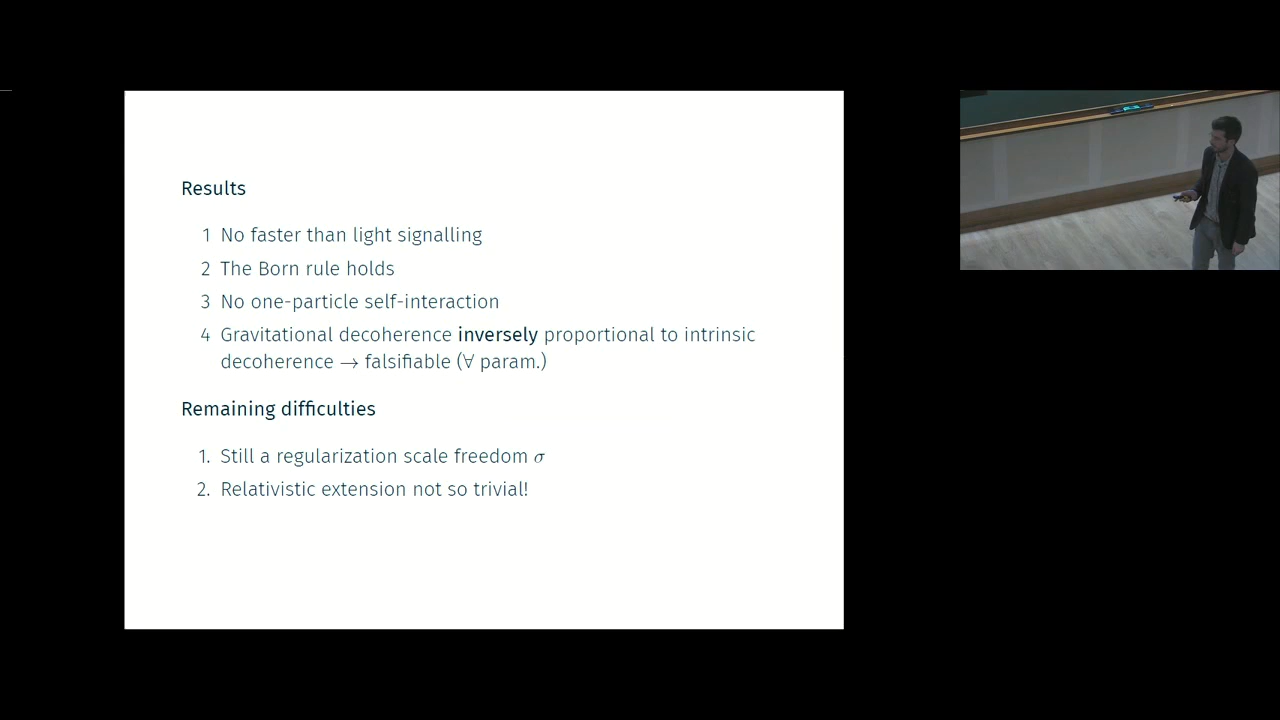 Results
1 No faster than light signalling
2 The Born rule holds
3 No one-particle self-interaction
4 Gravitational decoherence inversely proportional to intrinsic
decoherence → falsifiable (∀ param.)
Remaining difficulties
1. Still a regularization scale freedom σ
2. Relativistic extension not so trivial!